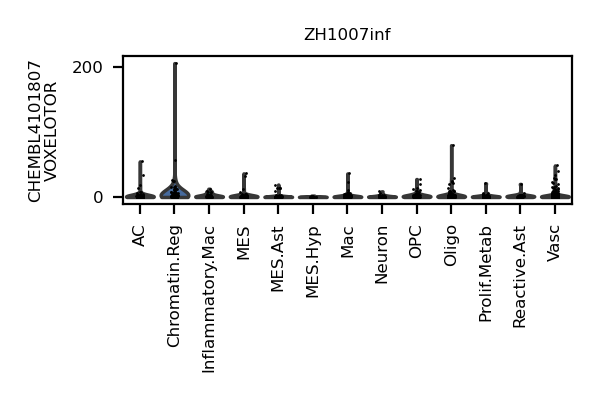 ZH1007inf
CHEMBL4101807
VOXELOTOR
200
0
AC
Chromatin.Reg
Inflammatory.Mac
MES
MES.Ast
MES.Hyp
Mac
Neuron
OPC
Oligo
Prolif.Metab
Reactive.Ast
Vasc